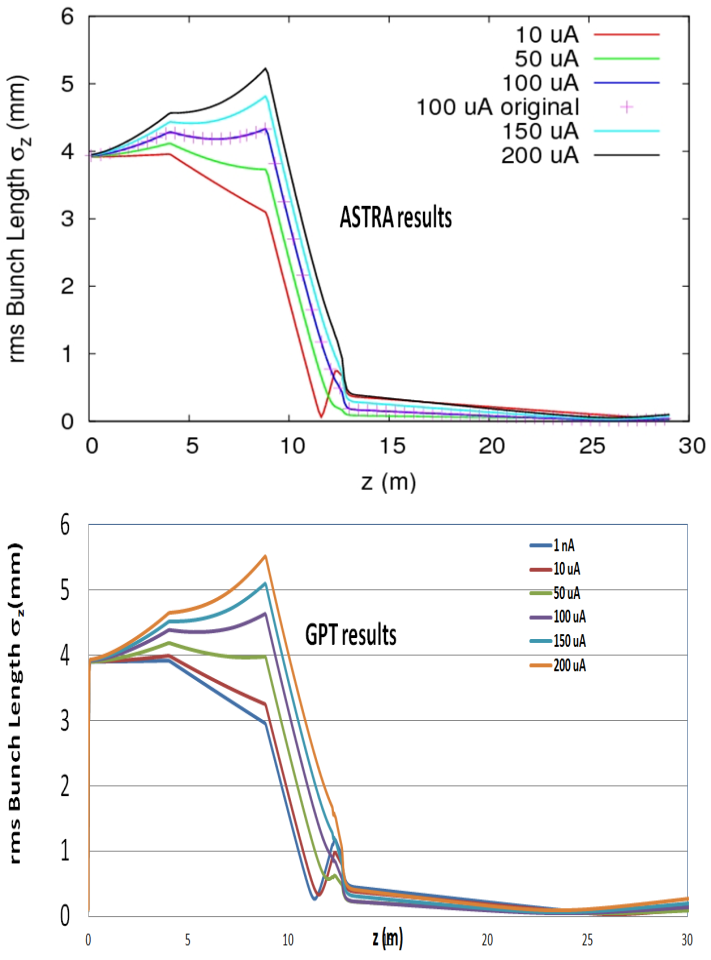 rms Bunch Length σz (mm)
6
5
4
3
2
1
0
10 uA
50 uA
100 uA
100 uA original
150 uA
200 uA
ASTRA results
0 5 10 15 20 25 30
z (m)
rms Bunch Length σz(mm)
6
5
4
3
2
1
0
1 nA
10 uA
50 uA
100 uA
150 uA
200 uA
GPT results
0 5 10 15 20 25 30
z (m)